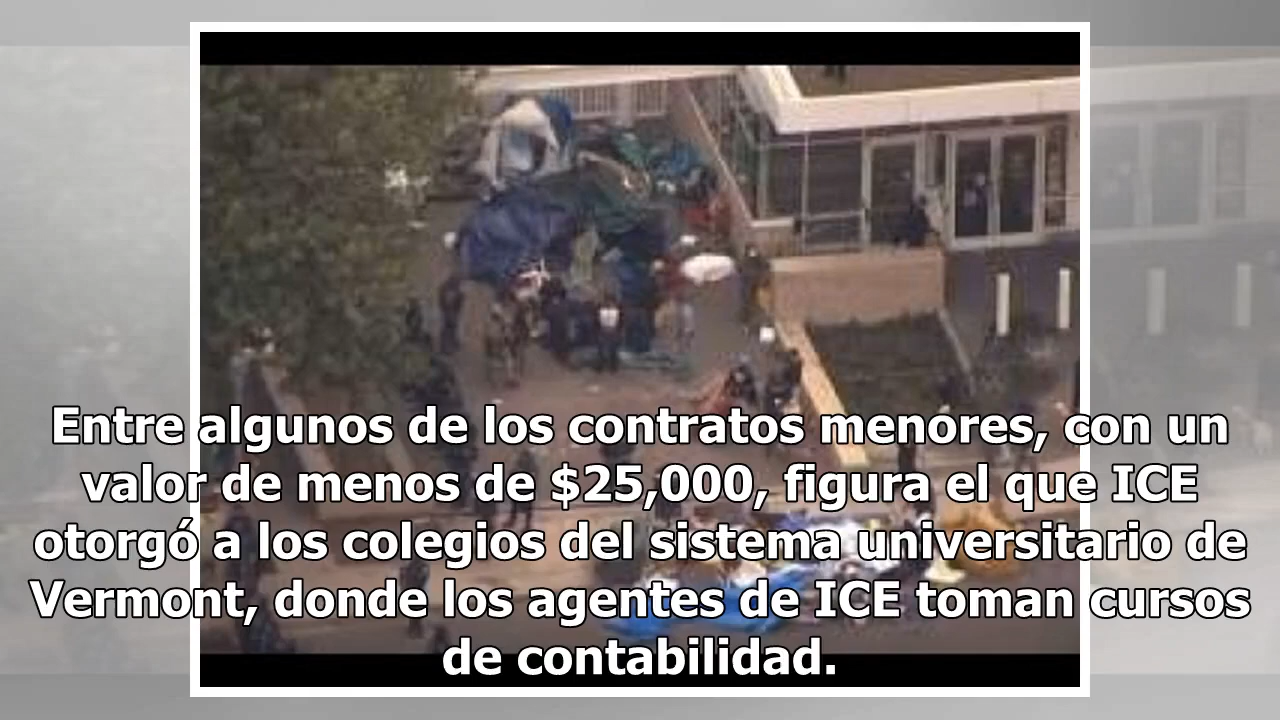 Entre algunos de los contratos menores, con un
valor de menos de $25,000, figura el que ICE
otorgó a los colegios del sistema universitario de
Vermont, donde los agentes de ICE toman cursos
de contabilidad.